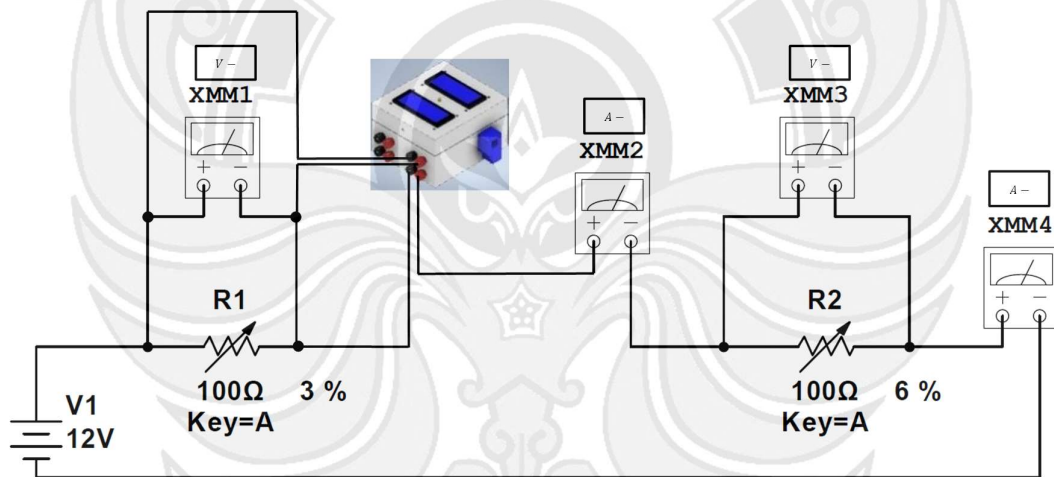 V –
XMM1
+ –
A –
XMM2
+ –
V –
XMM3
+ –
A –
XMM4
+ –
R1
100Ω 3 %
Key=A
R2
100Ω 6 %
Key=A
V1
12V